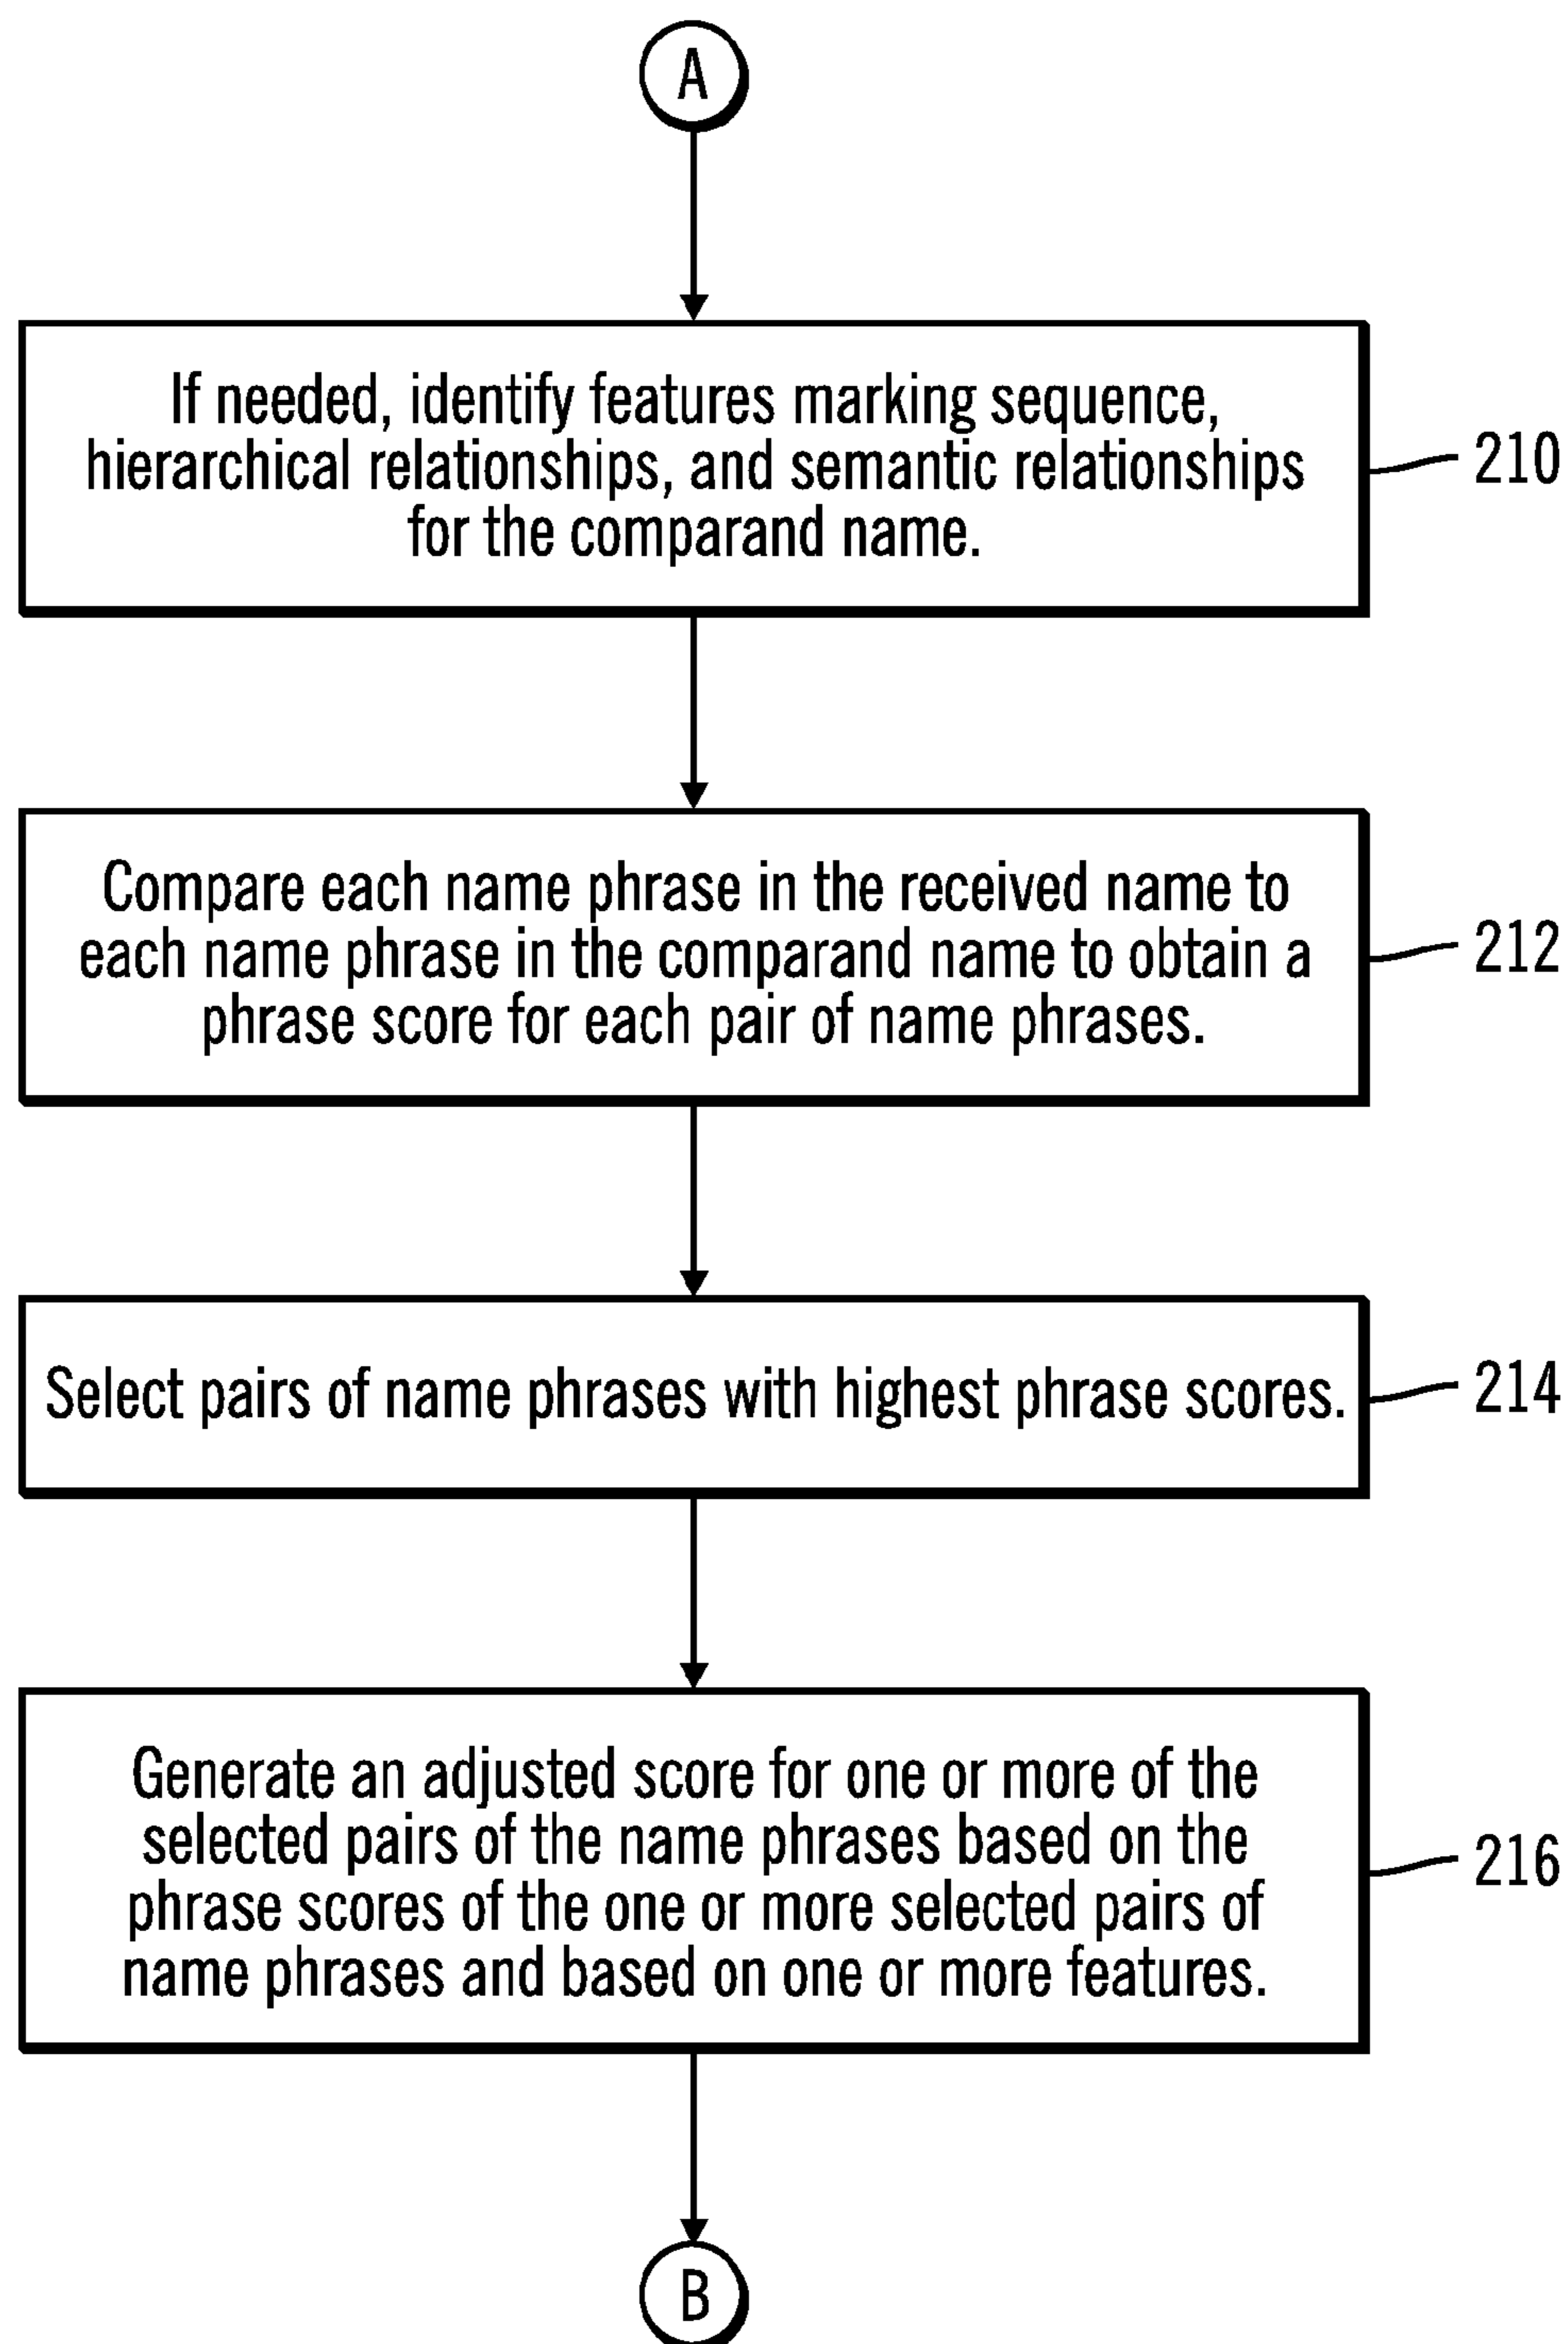 A
If needed, identify features marking sequence,
hierarchical relationships, and semantic relationships
for the comparand name.
210
Compare each name phrase in the received name to
each name phrase in the comparand name to obtain a
phrase score for each pair of name phrases.
212
Select pairs of name phrases with highest phrase scores.
214
Generate an adjusted score for one or more of the
selected pairs of the name phrases based on the
phrase scores of the one or more selected pairs of
name phrases and based on one or more features.
216
B